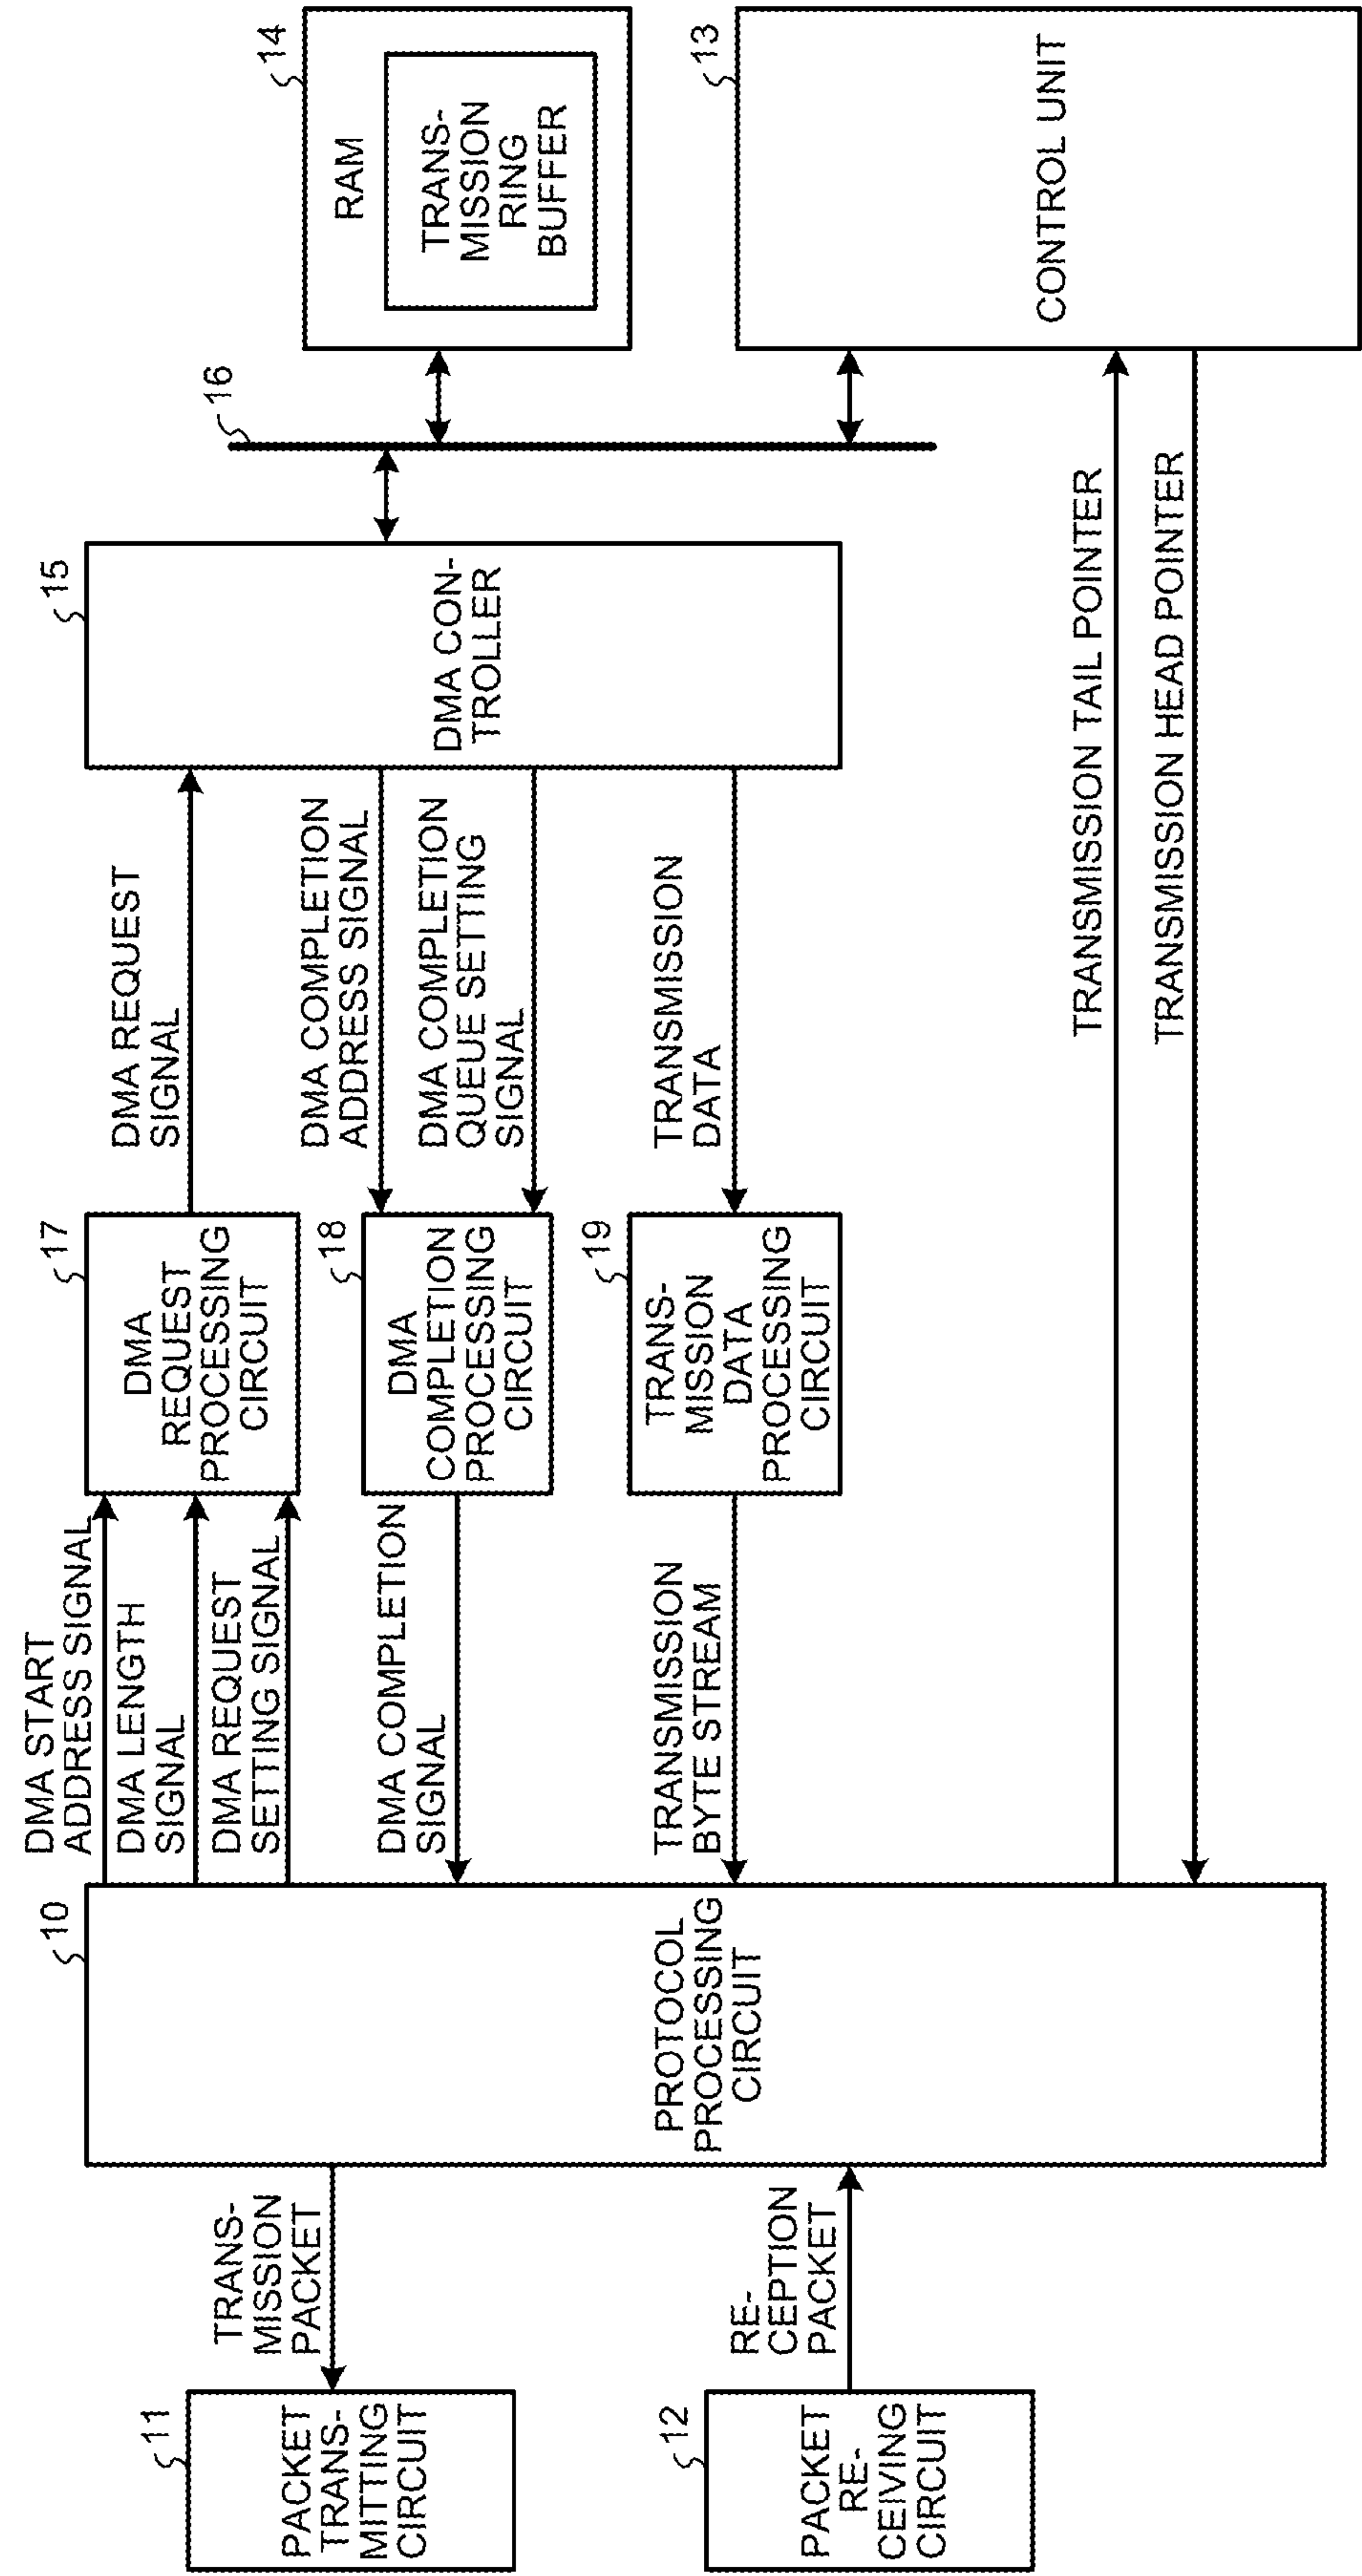 11
PACKET
TRANS-
MITTING
CIRCUIT
12
PACKET
RE-
CEIVING
CIRCUIT
TRANS-
MISSION
PACKET
RE-
CEPTION
PACKET
10
PROTOCOL
PROCESSING
CIRCUIT
DMA START
ADDRESS SIGNAL
DMA LENGTH
SIGNAL
DMA REQUEST
SETTING SIGNAL
DMA COMPLETION
SIGNAL
TRANSMISSION
BYTE STREAM
17
DMA
REQUEST
PROCESSING
CIRCUIT
18
DMA
COMPLETION
PROCESSING
CIRCUIT
19
TRANS-
MISSION
DATA
PROCESSING
CIRCUIT
DMA REQUEST
SIGNAL
DMA COMPLETION
ADDRESS SIGNAL
DMA COMPLETION
QUEUE SETTING
SIGNAL
TRANSMISSION
DATA
15
DMA CON-
TROLLER
16
14
RAM
TRANS-
MISSION
RING
BUFFER
13
CONTROL UNIT
TRANSMISSION TAIL POINTER
TRANSMISSION HEAD POINTER